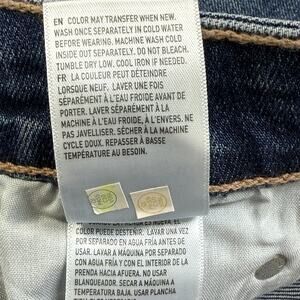 EN COLOR MAY TRANSFER WHEN NEW.
WASH ONCE SEPARATELY IN COLD WATER
BEFORE WEARING. MACHINE WASH COLD
INSIDE OUT SEPARATELY. DO NOT BLEACH.
TUMBLE DRY LOW. COOL IRON IF NEEDED.
FR LA COULEUR PEUT DÉTEINDRE
LORSQUE NEUF. LAVER UNE FOIS
SÉPARÉMENT À L'EAU FROIDE AVANT DE
PORTER. LAVER SÉPARÉMENT À LA
MACHINE À L'EAU FROIDE, À L'ENVERS. NE
PAS JAVELLISER. SÉCHER À LA MACHINE
CYCLE DOUX. REPASSER À BASSE
TEMPÉRATURE AU BESOIN.
COLOR PUEDE DESTEÑIR. LAVAR UNA VEZ
POR SEPARADO EN AGUA FRÍA ANTES DE
USAR. LAVAR A MÁQUINA POR SEPARADO
CON AGUA FRÍA Y CON EL INTERIOR DE LA
PRENDA HACIA AFUERA. NO USAR
BLANQUEADOR. SECAR A MÁQUINA A
TEMPERATURA BAJA. USAR PLANCHA